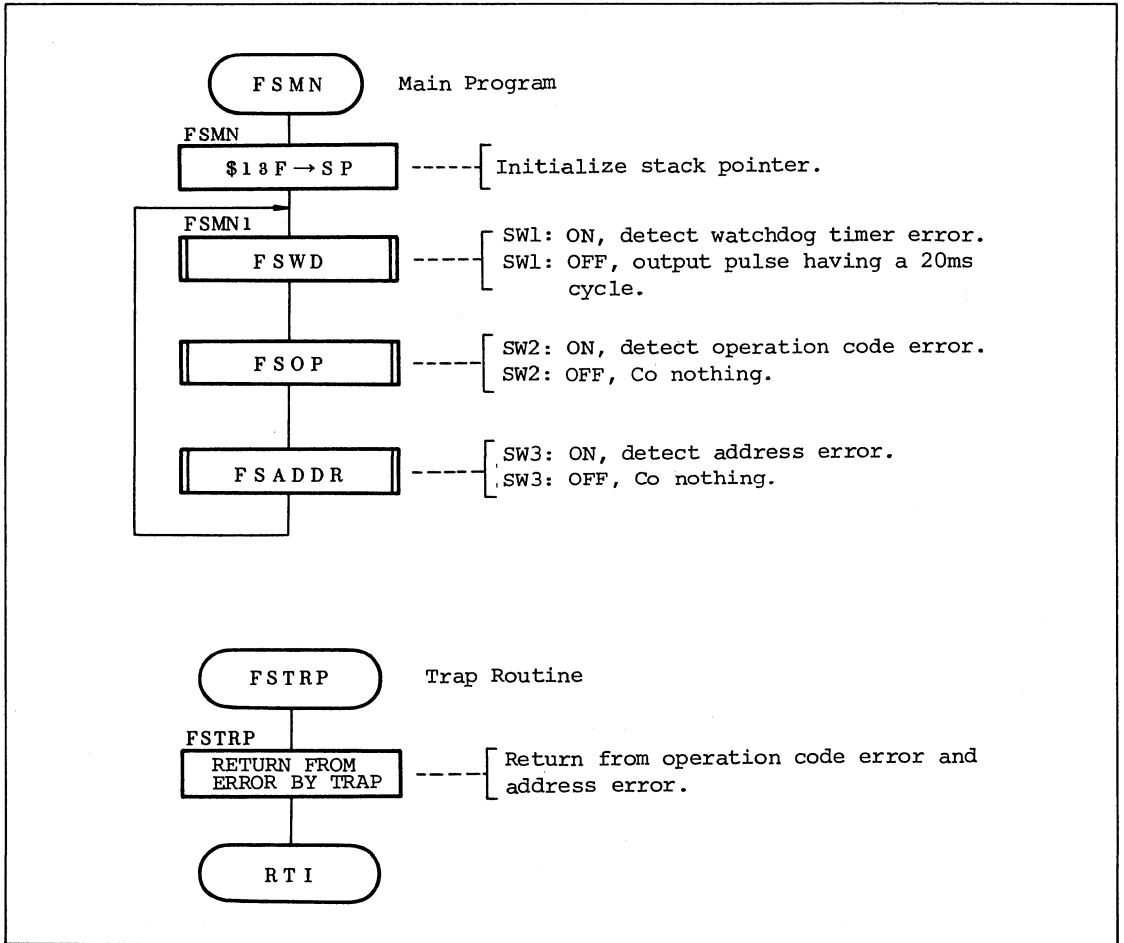 FSMN
Main Program
FSMN
$13F→SP
Initialize stack pointer.
FSMN1
FSWD
SW1: ON, detect watchdog timer error.
SW1: OFF, output pulse having a 20ms
cycle.
FSOP
SW2: ON, detect operation code error.
SW2: OFF, Co nothing.
FSADDR
SW3: ON, detect address error.
SW3: OFF, Co nothing.
FSTRP
Trap Routine
FSTRP
RETURN FROM
ERROR BY TRAP
Return from operation code error and
address error.
RTI